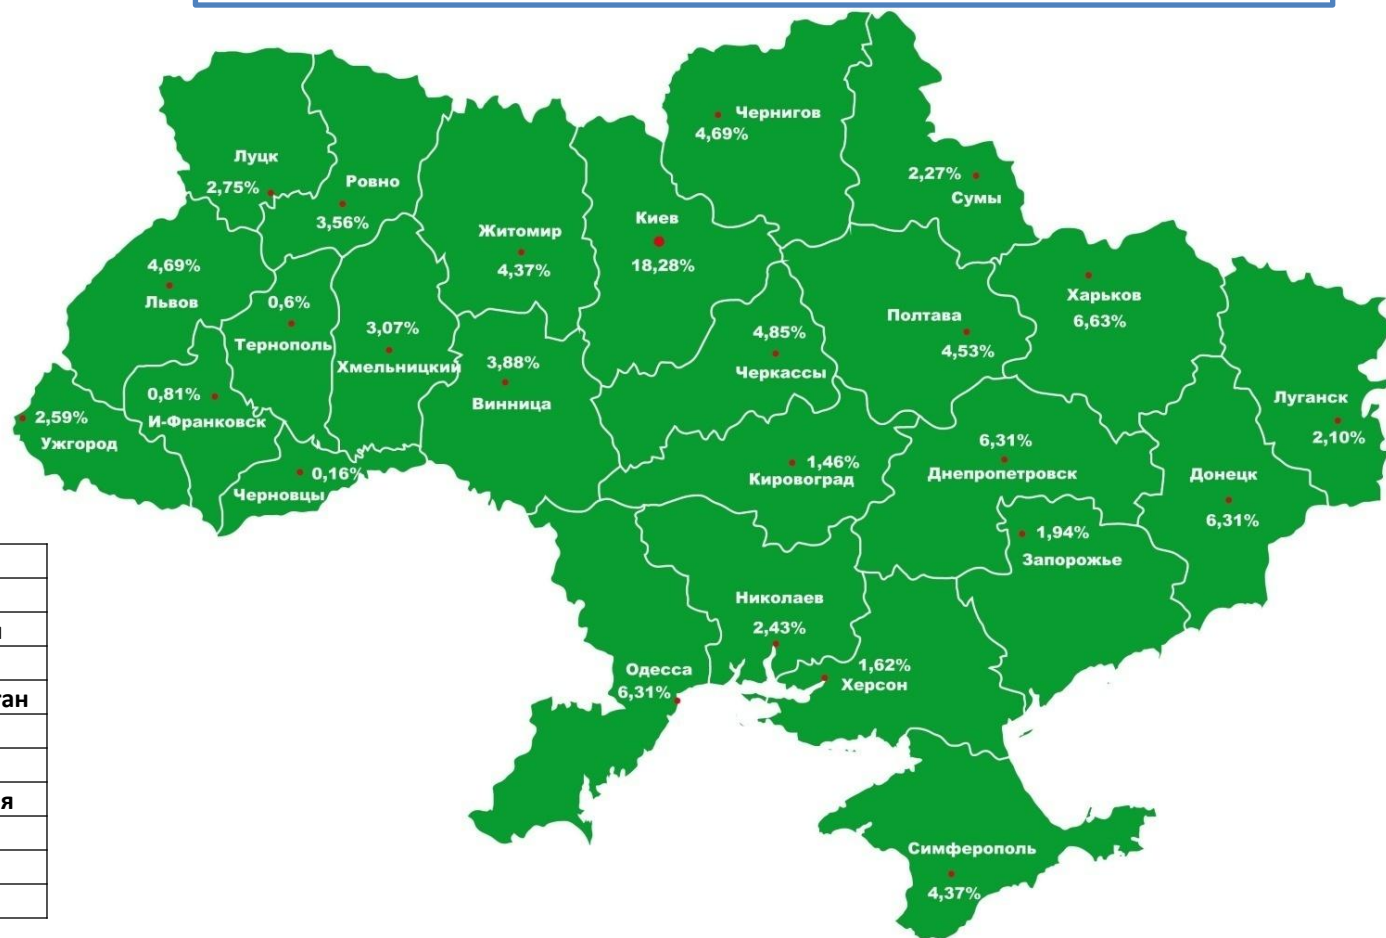 Чернигов
4,69%
Луцк
2,75%
Ровно
3,56%
2,27%
Сумы
Киев
18,28%
Житомир
4,37%
4,69%
Львов
0,6%
Тернополь
3,07%
Хмельницкий
3,88%
Винница
4,85%
Черкассы
Полтава
4,53%
Харьков
6,63%
0,81%
И-Франковск
2,59%
Ужгород
Луганск
2,10%
0,16%
Черновцы
1,46%
Кировоград
6,31%
Днепропетровск
Донецк
6,31%
1,94%
Запорожье
Николаев
2,43%
1,62%
Херсон
Одесса
6,31%
Симферополь
4,37%